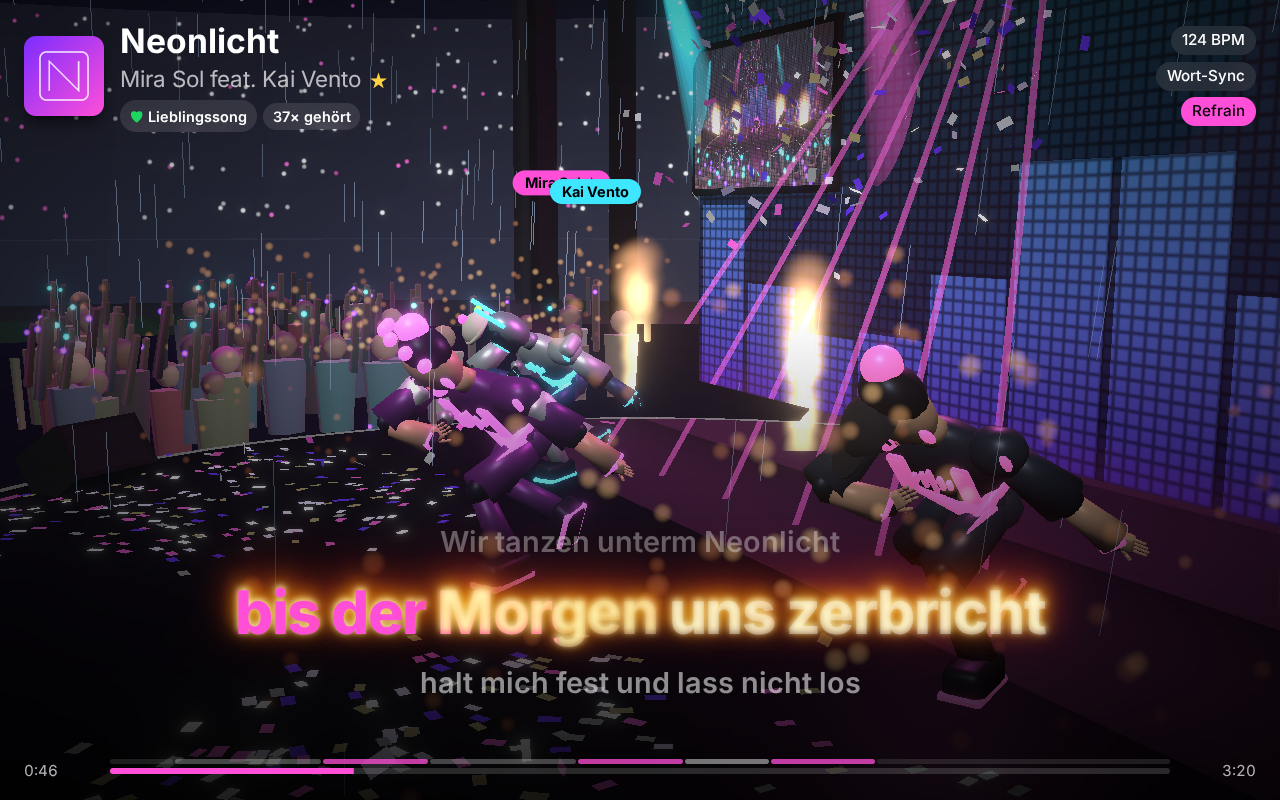 N
Neonlicht
Mira Sol feat. Kai Vento
Lieblingssong
37× gehört
124 BPM
Wort-Sync
Refrain
Mira
Kai Vento
Wir tanzen unterm Neonlicht
bis der Morgen uns zerbricht
halt mich fest und lass nicht los
0:46
3:20